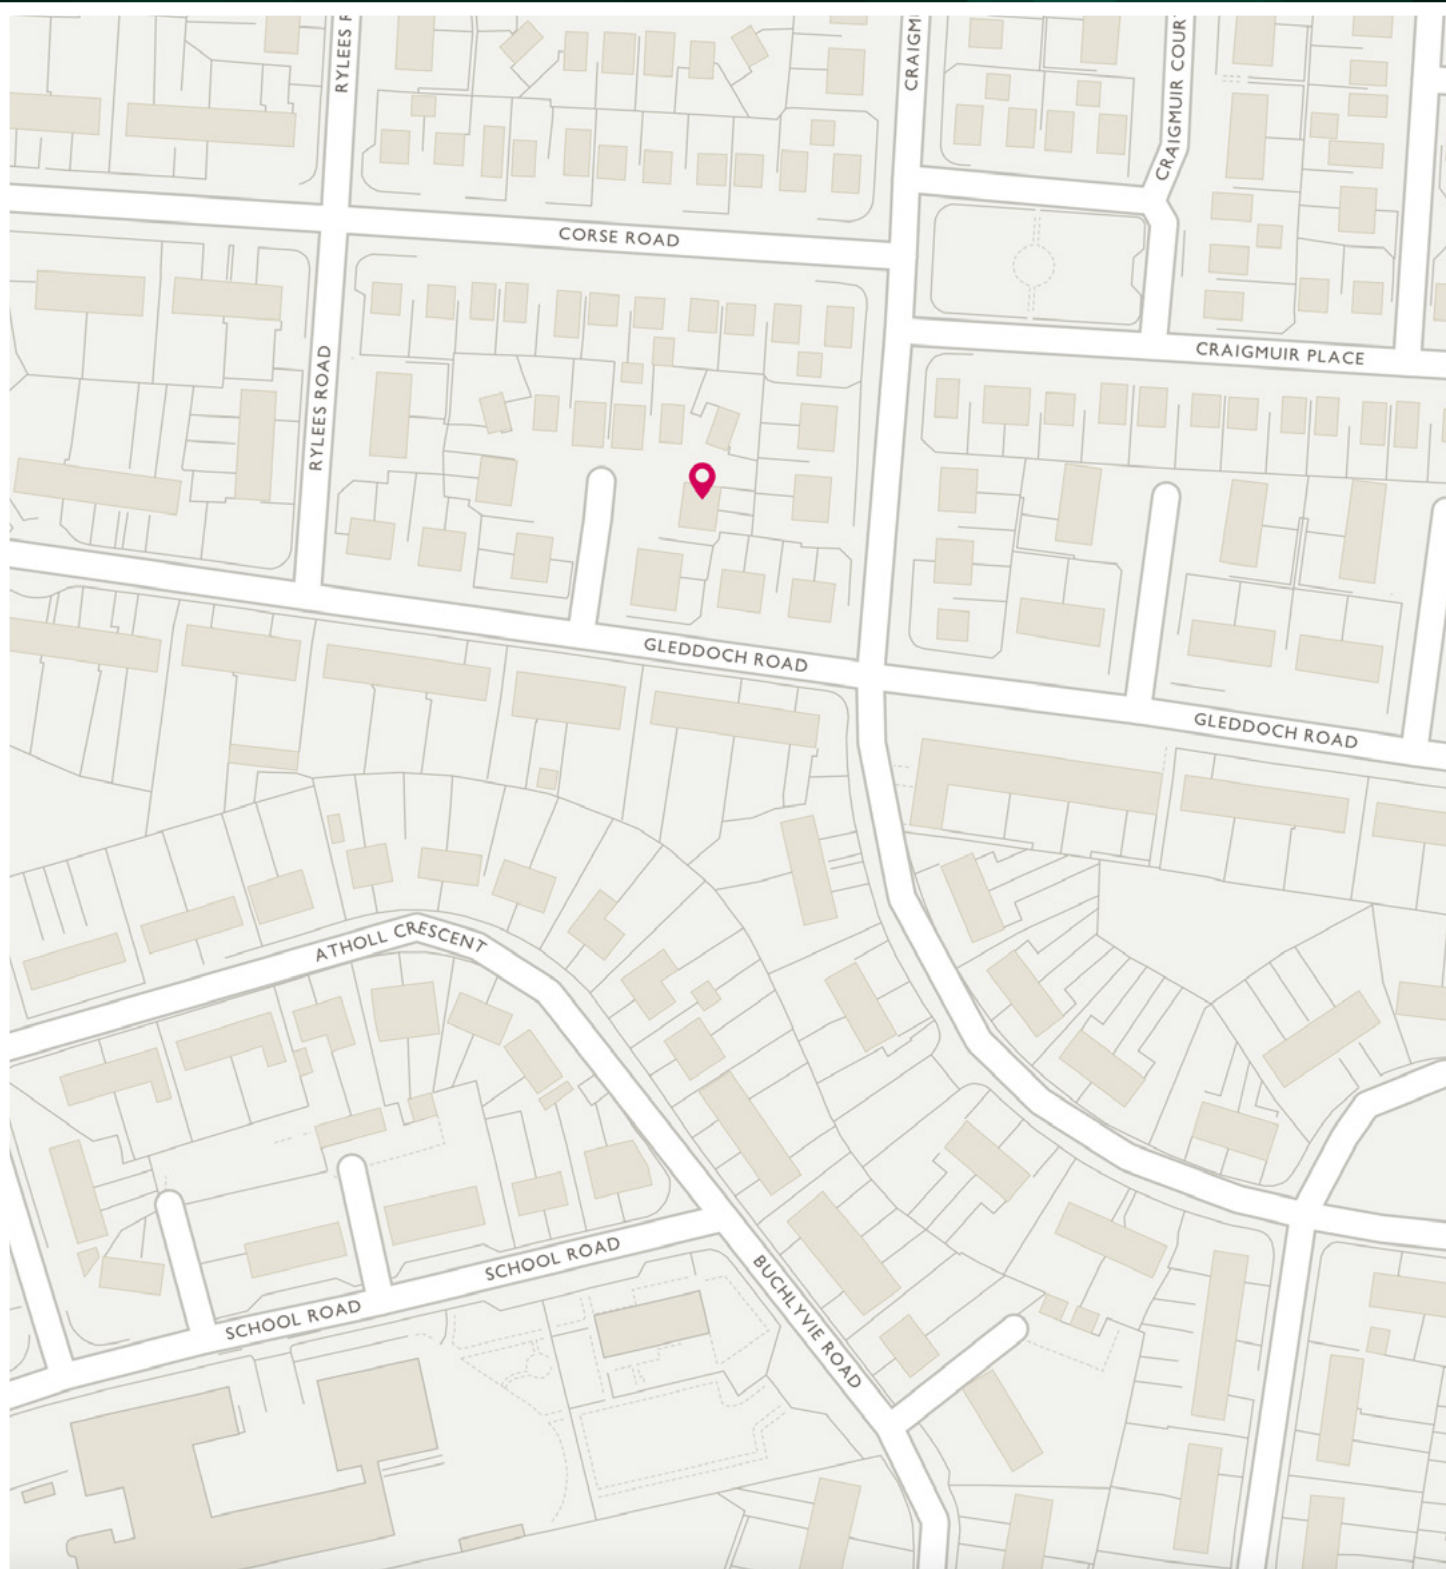 RYLEES R
CRAIGM
CRAIGMUIR COUR
CORSE ROAD
CRAIGMUIR PLACE
RYLEES ROAD
GLEDDOCH ROAD
GLEDDOCH ROAD
ATHOLL CRESCENT
SCHOOL ROAD
SCHOOL ROAD
BUCHLYVIE ROAD